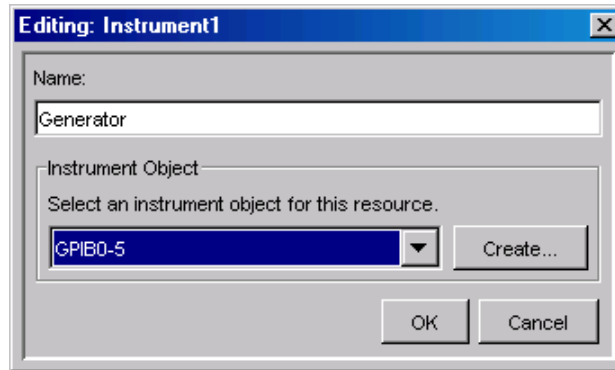 Editing: Instrument1
Name:
Generator
Instrument Object
Select an instrument object for this resource.
GPIB0-5
Create...
OK
Cancel